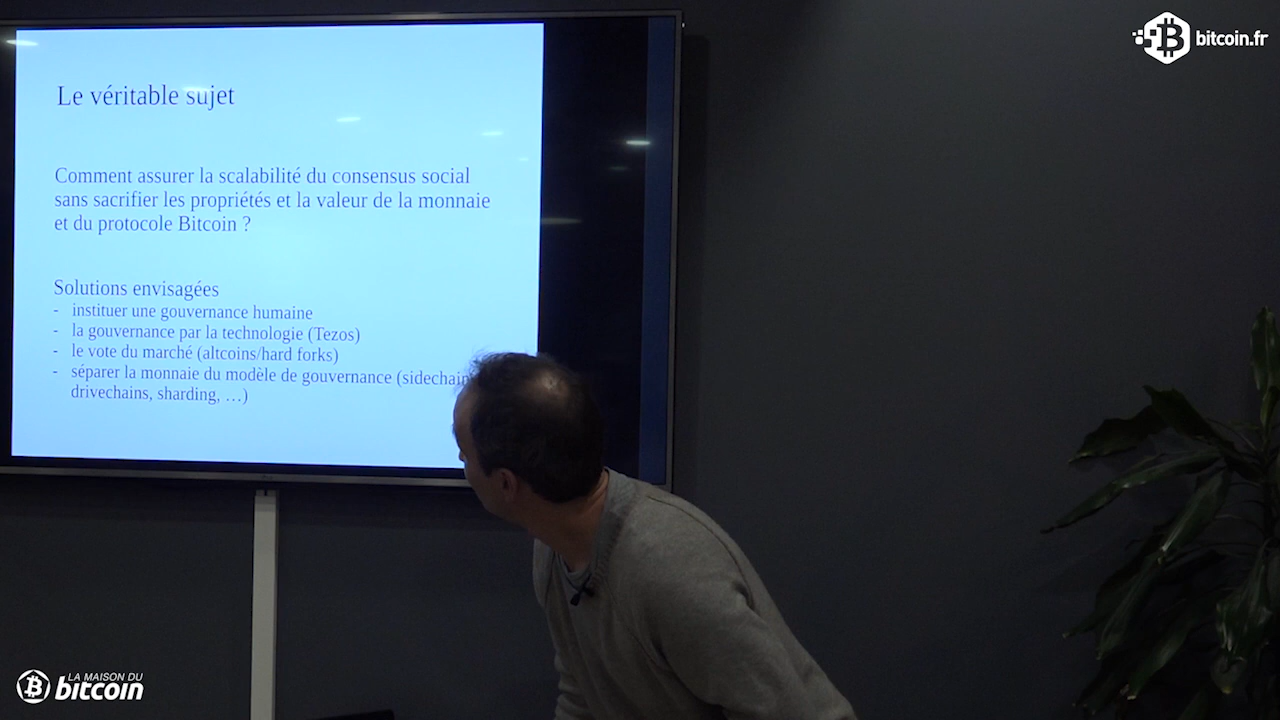 bitcoin.fr
Le véritable sujet
Comment assurer la scalabilité du consensus social
sans sacrifier les propriétés et la valeur de la monnaie
et du protocole Bitcoin ?
Solutions envisagées
- instituer une gouvernance humaine
- la gouvernance par la technologie (Tezos)
- le vote du marché (altcoins/hard forks)
- séparer la monnaie du modèle de gouvernance
drivechains, sharding, …)
LA MAISON DU
bitcoin